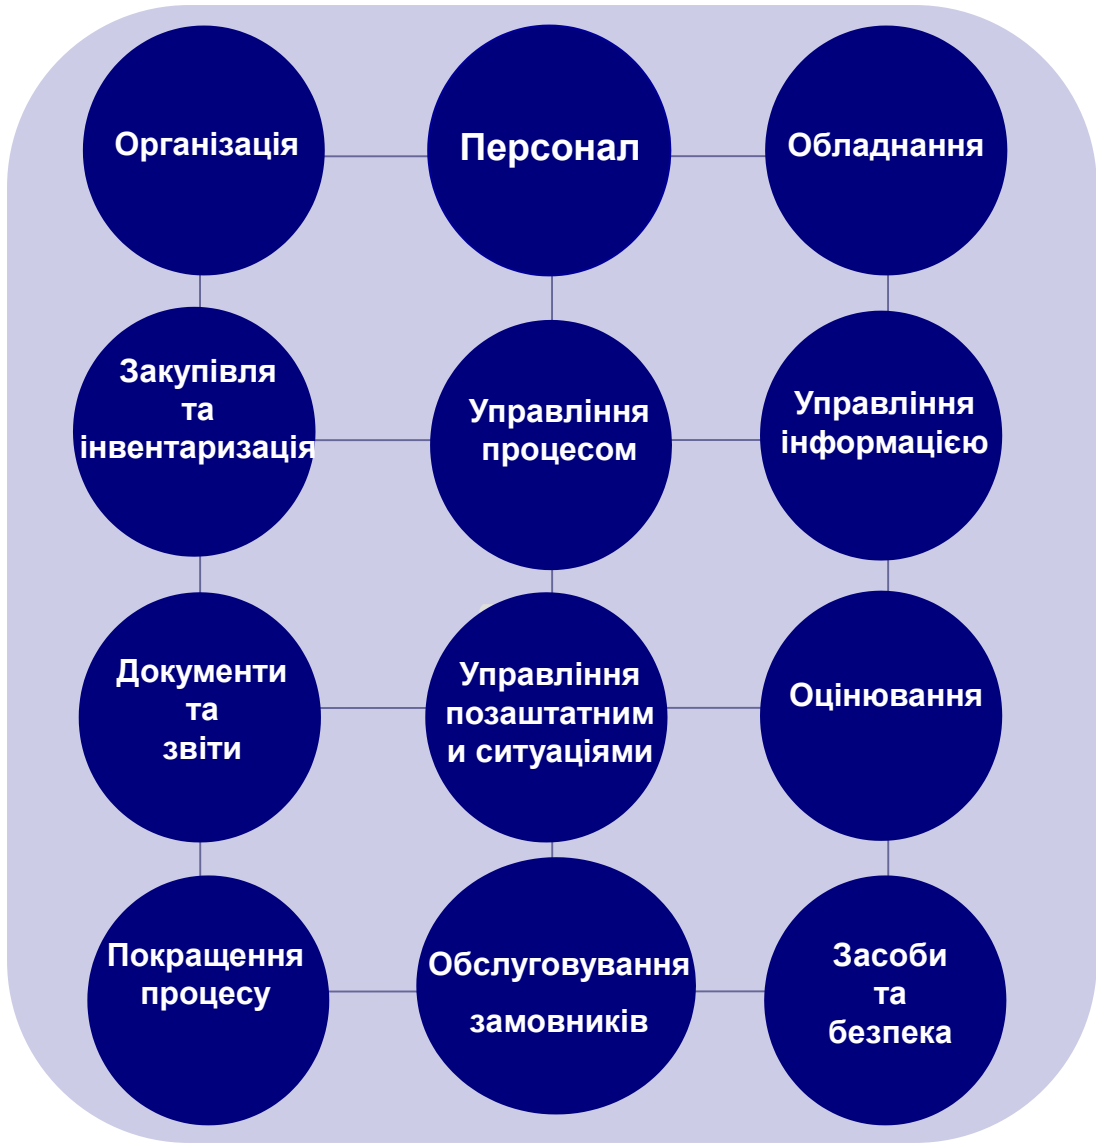 Організація
Персонал
Обладнання
Закупівля
та
інвентаризація
Управління
процесом
Управління
інформацією
Документи
та
звіти
Управління
позаштатним
и ситуаціями
Оцінювання
Покращення
процесу
Обслуговування
замовників
Засоби
та
безпека